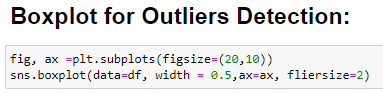 Boxplot for Outliers Detection:
fig, ax =plt.subplots(figsize=(20,10))
sns.boxplot(data=df, width = 0.5,ax=ax, fliersize=2)